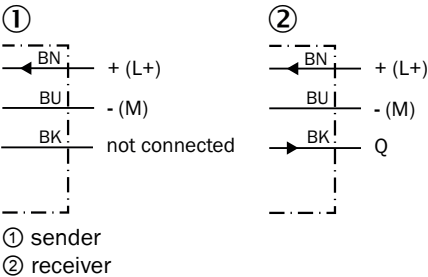 ① ②
BN + (L+) BN + (L+)
BU - (M) BU - (M)
BK not connected BK Q
① sender
② receiver